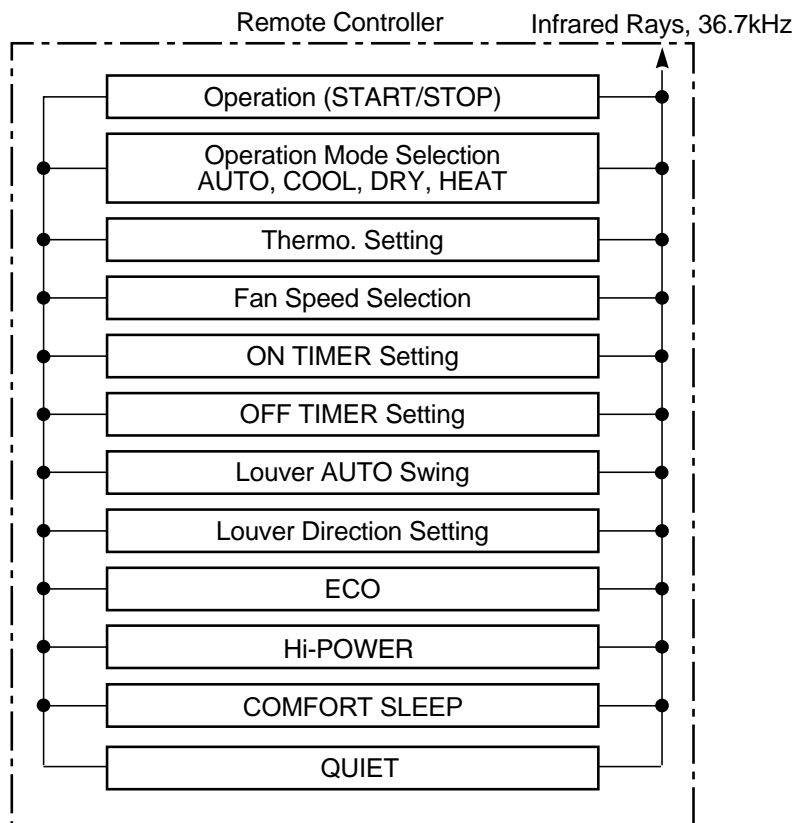 Remote Controller
Infrared Rays, 36.7kHz
Operation (START/STOP)
Operation Mode Selection
AUTO, COOL, DRY, HEAT
Thermo. Setting
Fan Speed Selection
ON TIMER Setting
OFF TIMER Setting
Louver AUTO Swing
Louver Direction Setting
ECO
Hi-POWER
COMFORT SLEEP
QUIET